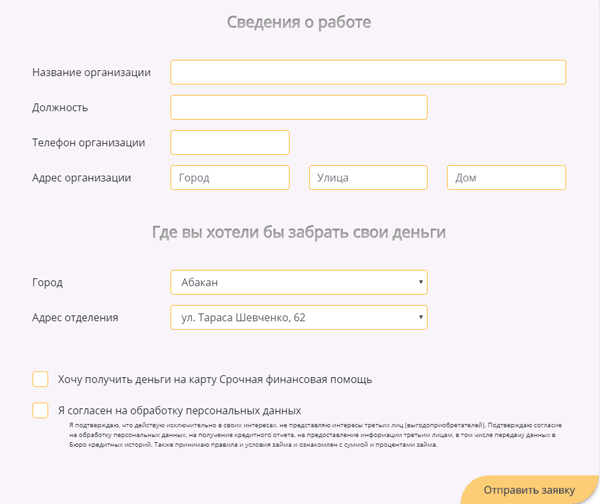 Сведения о работе
Название организации
Должность
Телефон организации
Адрес организации Город Улица Дом
Где вы хотели бы забрать свои деньги
Город Абакан
Адрес отделения ул. Тараса Шевченко, 62
Хочу получить деньги на карту Срочная финансовая помощь
Я согласен на обработку персональных данных
Я подтверждаю, что действую исключительно в своих интересах, не представляю интересы третьих лиц (выгодоприобретателей). Подтверждаю согласие
на обработку персональных данных, на получение кредитного отчета, на предоставление информации третьим лицам, в том числе передачу данных в
Бюро кредитных историй. Также принимаю правила и условия займа и ознакомлен с суммой и процентами займа.
Отправить заявку